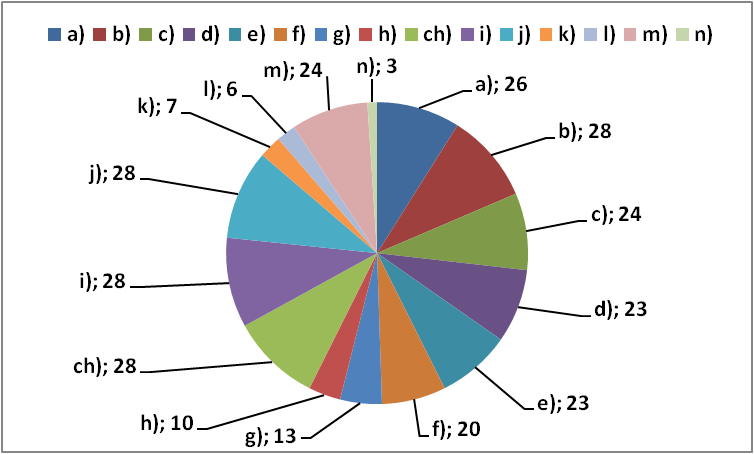 a) b) c) d) e) f) g) h) ch) i) j) k) l) m) n)
a); 26
b); 28
c); 24
d); 23
e); 23
f); 20
g); 13
h); 10
ch); 28
i); 28
j); 28
k); 7
l); 6
m); 24
n); 3